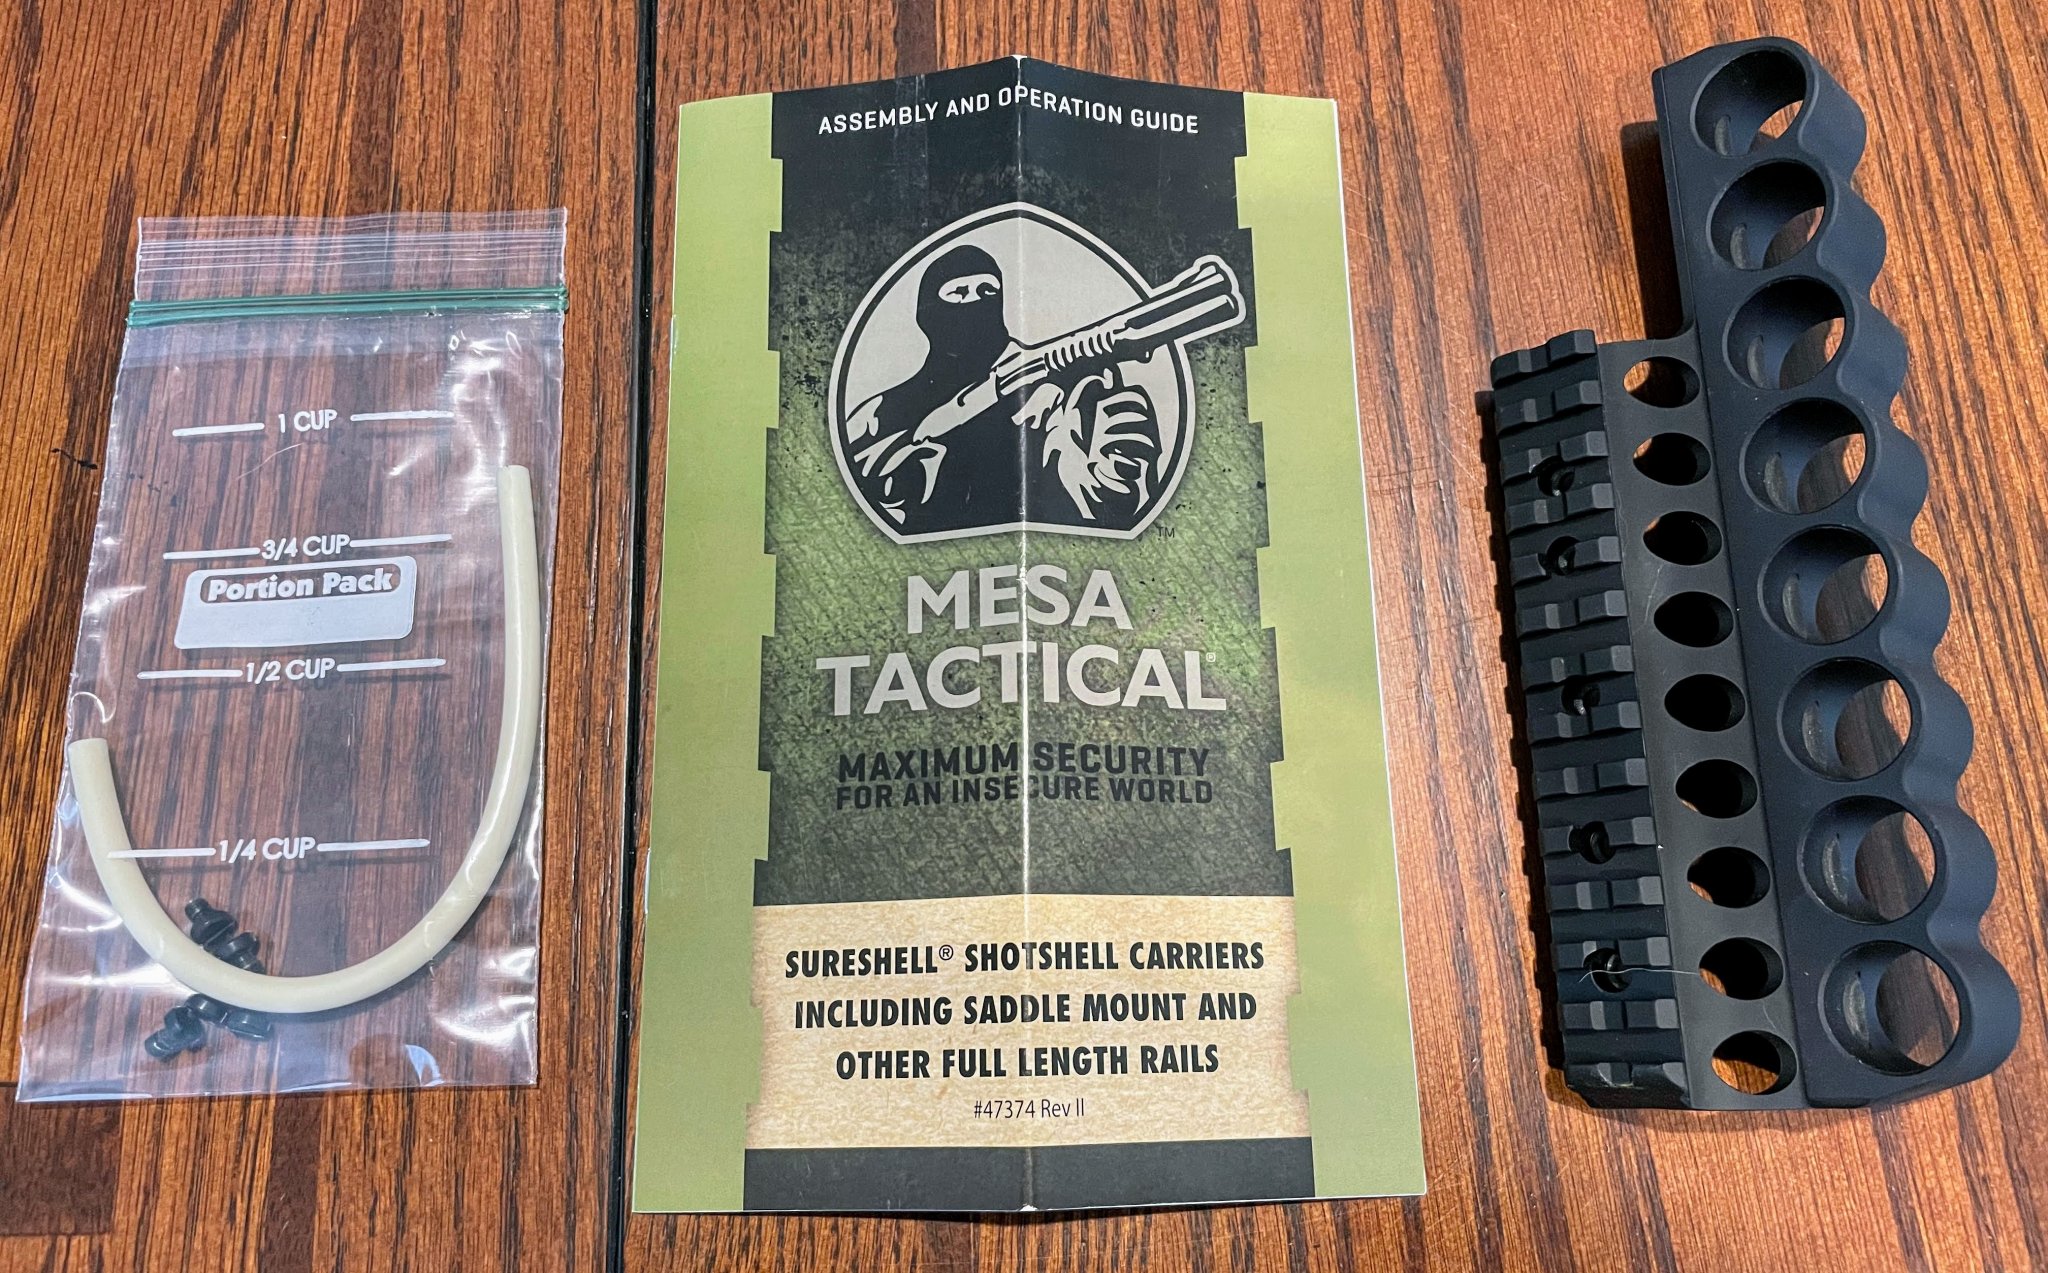 1 CUP
3/4 CUP
Portion Pack
1/2 CUP
1/4 CUP
ASSEMBLY AND OPERATION GUIDE
TM
MESA
TACTICAL®
MAXIMUM SECURITY
FOR AN INSECURE WORLD
SURESHELL® SHOTSHELL CARRIERS
INCLUDING SADDLE MOUNT AND
OTHER FULL LENGTH RAILS
#47374 Rev II